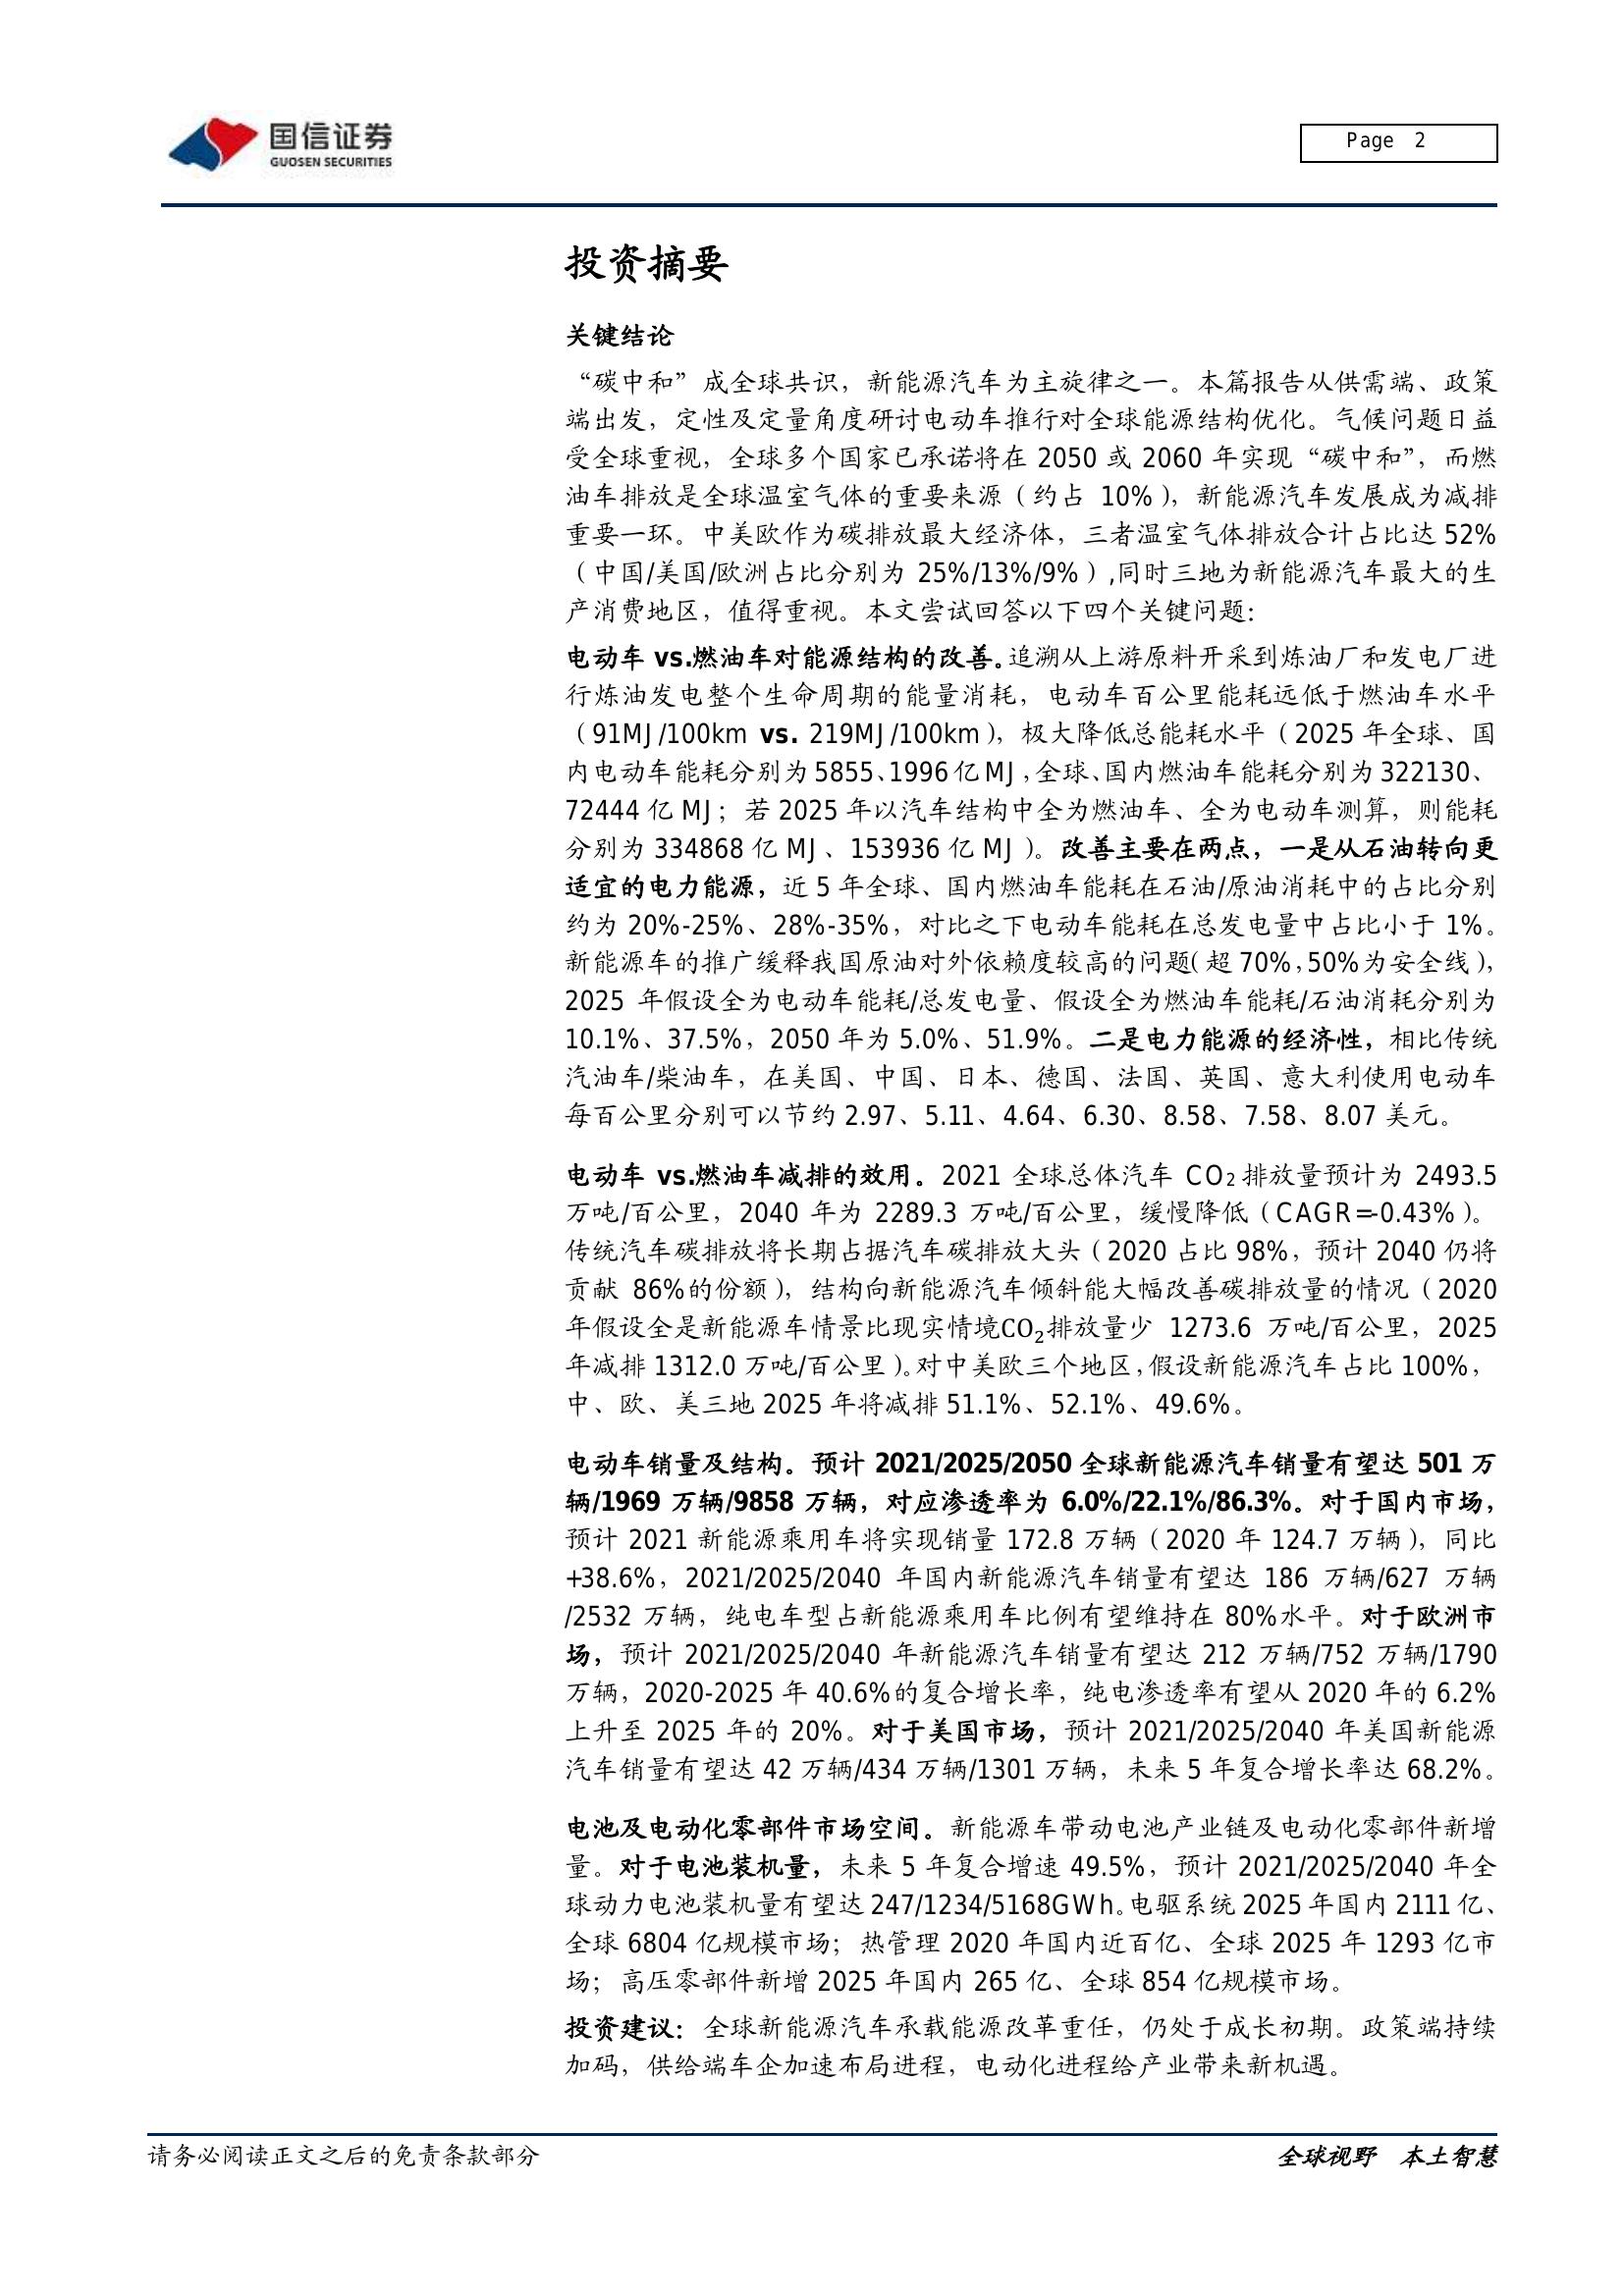 国信证券
GUOSEN SECURITIES
Page 2
投资摘要
关键结论
“碳中和”成全球共识，新能源汽车为主旋律之一。本篇报告从供需端、政策
端出发，定性及定量角度研讨电动车推行对全球能源结构优化。气候问题日益
受全球重视，全球多个国家已承诺将在 2050 或 2060 年实现“碳中和”，而燃
油车排放是全球温室气体的重要来源（约占 10%），新能源汽车发展成为减排
重要一环。中美欧作为碳排放最大经济体，三者温室气体排放合计占比达 52%
（中国/美国/欧洲占比分别为 25%/13%/9%）,同时三地为新能源汽车最大的生
产消费地区，值得重视。本文尝试回答以下四个关键问题：
电动车 vs.燃油车对能源结构的改善。追溯从上游原料开采到炼油厂和发电厂进
行炼油发电整个生命周期的能量消耗，电动车百公里能耗远低于燃油车水平
（91MJ/100km vs. 219MJ/100km），极大降低总能耗水平（2025 年全球、国
内电动车能耗分别为 5855、1996 亿 MJ，全球、国内燃油车能耗分别为 322130、
72444 亿 MJ；若 2025 年以汽车结构中全为燃油车、全为电动车测算，则能耗
分别为 334868 亿 MJ、153936 亿 MJ）。改善主要在两点，一是从石油转向更
适宜的电力能源，近 5 年全球、国内燃油车能耗在石油/原油消耗中的占比分别
约为 20%-25%、28%-35%，对比之下电动车能耗在总发电量中占比小于 1%。
新能源车的推广缓释我国原油对外依赖度较高的问题（超 70%，50%为安全线），
2025 年假设全为电动车能耗/总发电量、假设全为燃油车能耗/石油消耗分别为
10.1%、37.5%，2050 年为 5.0%、51.9%。二是电力能源的经济性，相比传统
汽油车/柴油车，在美国、中国、日本、德国、法国、英国、意大利使用电动车
每百公里分别可以节约 2.97、5.11、4.64、6.30、8.58、7.58、8.07 美元。
电动车 vs.燃油车减排的效用。2021 全球总体汽车 CO₂排放量预计为 2493.5
万吨/百公里，2040 年为 2289.3 万吨/百公里，缓慢降低（CAGR=-0.43%）。
传统汽车碳排放将长期占据汽车碳排放大头（2020 占比 98%，预计 2040 仍将
贡献 86%的份额），结构向新能源汽车倾斜能大幅改善碳排放量的情况（2020
年假设全是新能源车情景比现实情境CO₂排放量少 1273.6 万吨/百公里，2025
年减排 1312.0 万吨/百公里）。对中美欧三个地区，假设新能源汽车占比 100%，
中、欧、美三地 2025 年将减排 51.1%、52.1%、49.6%。
电动车销量及结构。预计 2021/2025/2050 全球新能源汽车销量有望达 501 万
辆/1969 万辆/9858 万辆，对应渗透率为 6.0%/22.1%/86.3%。对于国内市场，
预计 2021 新能源乘用车将实现销量 172.8 万辆（2020 年 124.7 万辆），同比
+38.6%，2021/2025/2040 年国内新能源汽车销量有望达 186 万辆/627 万辆
/2532 万辆，纯电车型占新能源乘用车比例有望维持在 80%水平。对于欧洲市
场，预计 2021/2025/2040 年新能源汽车销量有望达 212 万辆/752 万辆/1790
万辆，2020-2025 年 40.6%的复合增长率，纯电渗透率有望从 2020 年的 6.2%
上升至 2025 年的 20%。对于美国市场，预计 2021/2025/2040 年美国新能源
汽车销量有望达 42 万辆/434 万辆/1301 万辆，未来 5 年复合增长率达 68.2%。
电池及电动化零部件市场空间。新能源车带动电池产业链及电动化零部件新增
量。对于电池装机量，未来 5 年复合增速 49.5%，预计 2021/2025/2040 年全
球动力电池装机量有望达 247/1234/5168GWh。电驱系统 2025 年国内 2111 亿、
全球 6804 亿规模市场；热管理 2020 年国内近百亿、全球 2025 年 1293 亿市
场；高压零部件新增 2025 年国内 265 亿、全球 854 亿规模市场。
投资建议：全球新能源汽车承载能源改革重任，仍处于成长初期。政策端持续
加码，供给端车企加速布局进程，电动化进程给产业带来新机遇。
请务必阅读正文之后的免责条款部分
全球视野 本土智慧